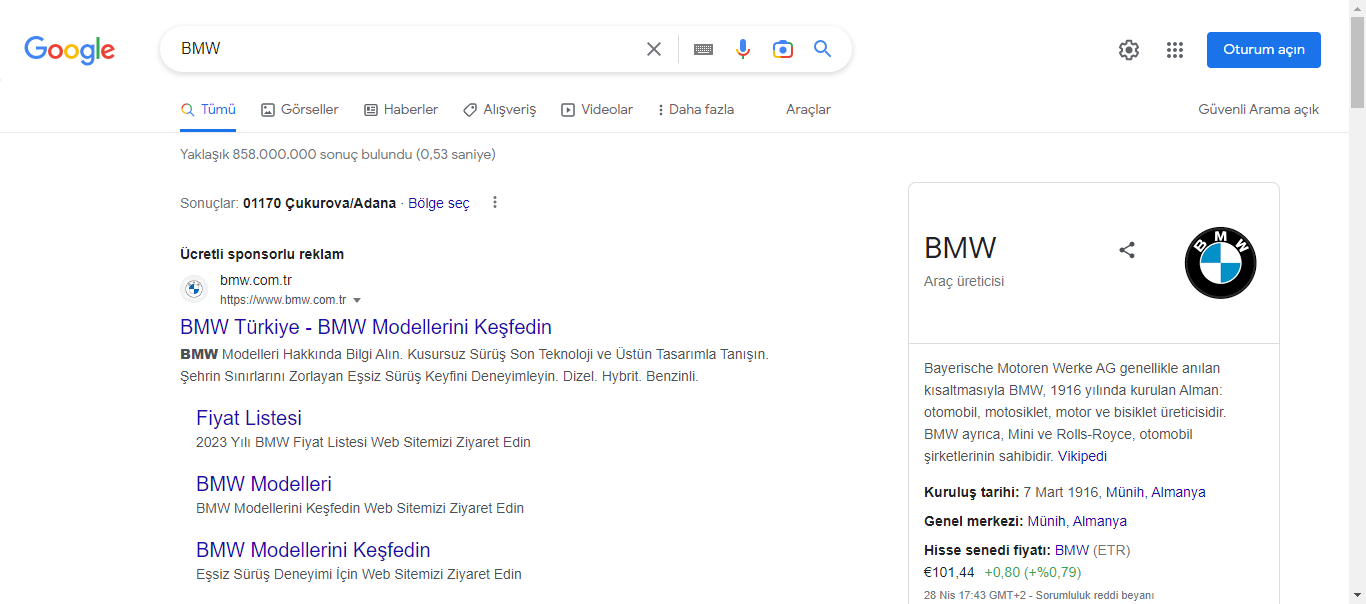 Google
BMW
Oturum açın
Tümü
Görseller
Haberler
Alışveriş
Videolar
Daha fazla
Araçlar
Güvenli Arama açık
Yaklaşık 858.000.000 sonuç bulundu (0,53 saniye)
Sonuçlar: 01170 Çukurova/Adana · Bölge seç
Ücretli sponsorlu reklam
bmw.com.tr
https://www.bmw.com.tr
BMW Türkiye - BMW Modellerini Keşfedin
BMW Modelleri Hakkında Bilgi Alın. Kusursuz Sürüş Son Teknoloji ve Üstün Tasarımla Tanışın.
Şehrin Sınırlarını Zorlayan Eşsiz Sürüş Keyfini Deneyimleyin. Dizel. Hybrit. Benzinli.
Fiyat Listesi
2023 Yılı BMW Fiyat Listesi Web Sitemizi Ziyaret Edin
BMW Modelleri
BMW Modellerini Keşfedin Web Sitemizi Ziyaret Edin
BMW Modellerini Keşfedin
Eşsiz Sürüş Deneyimi İçin Web Sitemizi Ziyaret Edin
BMW
Araç üreticisi
BMW
Bayerische Motoren Werke AG genellikle anılan
kısaltmasıyla BMW, 1916 yılında kurulan Alman:
otomobil, motosiklet, motor ve bisiklet üreticisidir.
BMW ayrıca, Mini ve Rolls-Royce, otomobil
şirketlerinin sahibidir. Vikipedi
Kuruluş tarihi: 7 Mart 1916, Münih, Almanya
Genel merkezi: Münih, Almanya
Hisse senedi fiyatı: BMW (ETR)
€101,44 +0,80 (+%0,79)
28 Nis 17:43 GMT+2 - Sorumluluk reddi beyanı